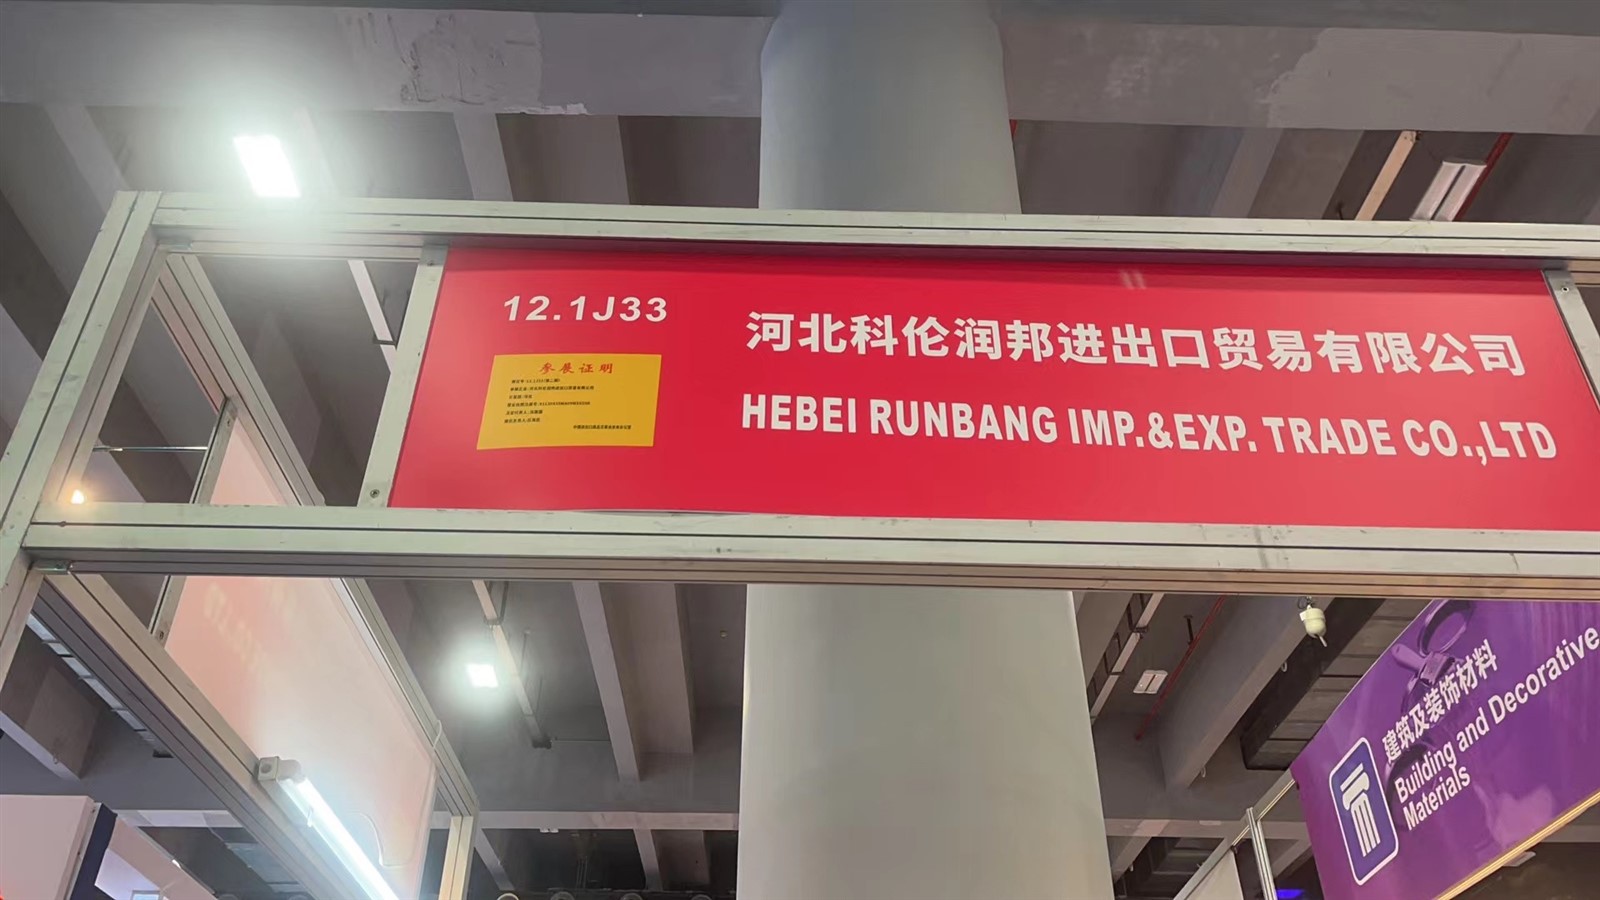 12.1J33
河北科伦润邦进出口贸易有限公司
HEBEI RUNBANG IMP.&EXP. TRADE CO.,LTD
参展证明
建筑及装饰材料
Building and Decorative
Materials